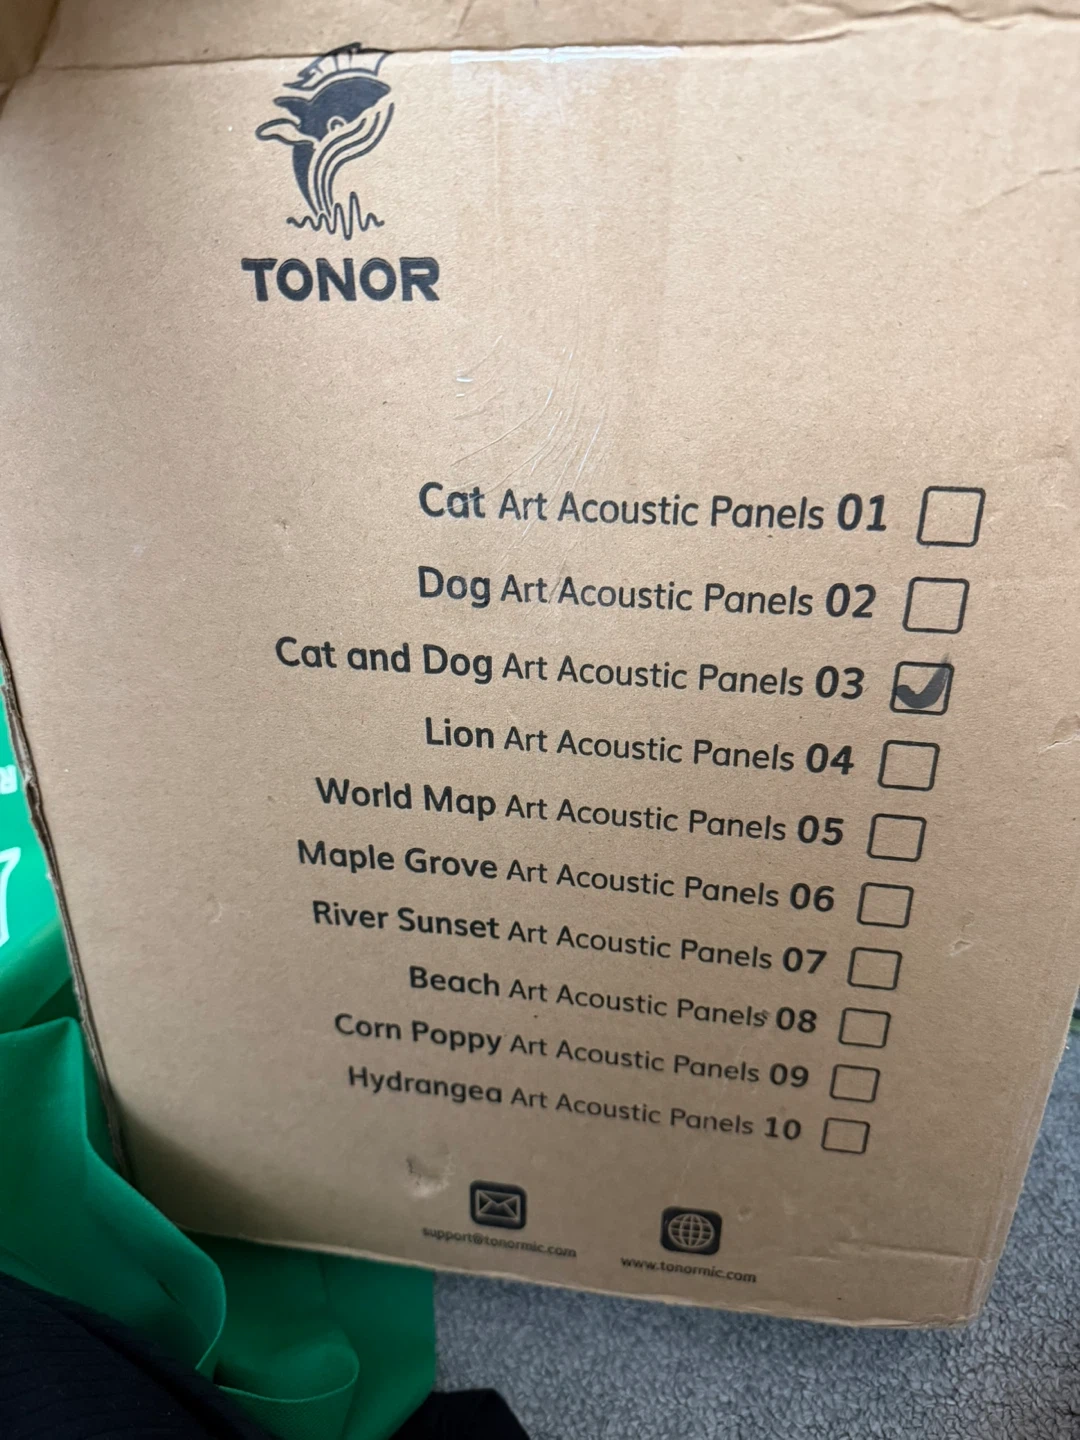 TONOR
Cat Art Acoustic Panels 01
Dog Art Acoustic Panels 02
Cat and Dog Art Acoustic Panels 03
Lion Art Acoustic Panels 04
World Map Art Acoustic Panels 05
Maple Grove Art Acoustic Panels 06
River Sunset Art Acoustic Panels 07
Beach Art Acoustic Panels 08
Corn Poppy Art Acoustic Panels 09
Hydrangea Art Acoustic Panels 10
support@tonormic.com
www.tonormic.com